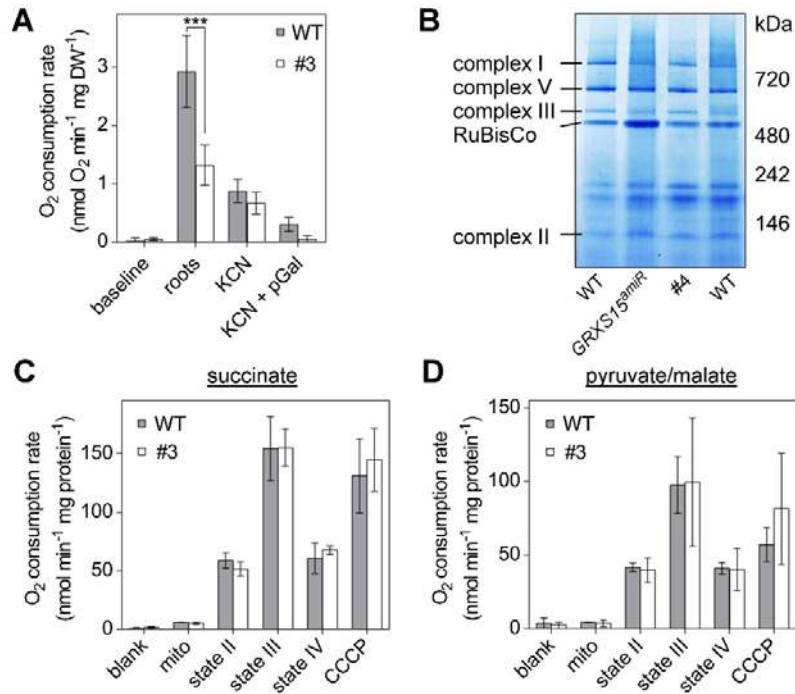 A
O₂ consumption rate
(nmol O₂ min⁻¹ mg DW⁻¹)
3
2
1
0
***
WT
#3
baseline
roots
KCN
KCN + pGal
B
kDa
complex I
complex V
complex III
RuBisCo
complex II
720
480
242
146
WT
GRXS15ᵃᵐⁱᴿ
#4
WT
C
succinate
O₂ consumption rate
(nmol min⁻¹ mg protein⁻¹)
150
100
50
0
WT
#3
blank
mito
state II
state III
state IV
CCCP
D
pyruvate/malate
O₂ consumption rate
(nmol min⁻¹ mg protein⁻¹)
150
100
50
0
WT
#3
blank
mito
state II
state III
state IV
CCCP